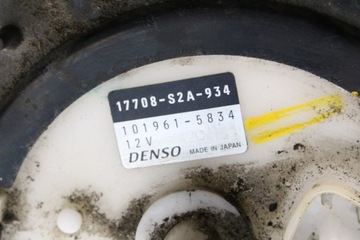 17708-S2A-934
101961-5834
12V
DENSO MADE IN JAPAN